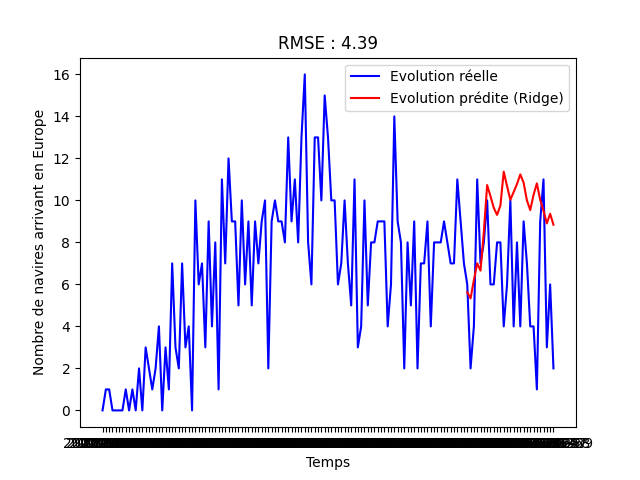 RMSE : 4.39
Evolution réelle
Evolution prédite (Ridge)
Nombre de navires arrivant en Europe
16
14
12
10
8
6
4
2
0
Temps